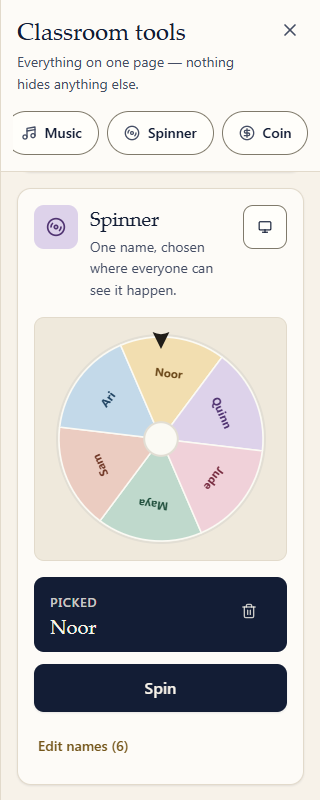 Classroom tools
Everything on one page — nothing
hides anything else.
Music
Spinner
Coin
Spinner
One name, chosen
where everyone can
see it happen.
Noor
Quinn
Jude
Maya
Sam
Ari
PICKED
Noor
Spin
Edit names (6)